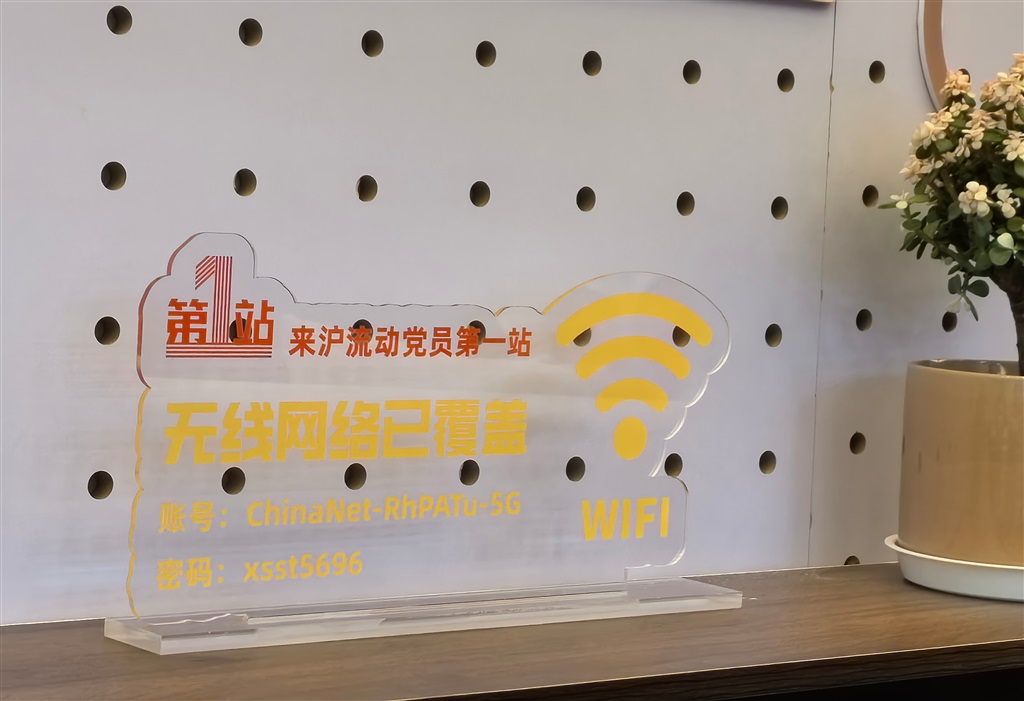 第1站
来沪流动党员第一站
无线网络已覆盖
账号：ChinaNet-RhPATu-5G
密码：xsst5696
WIFI